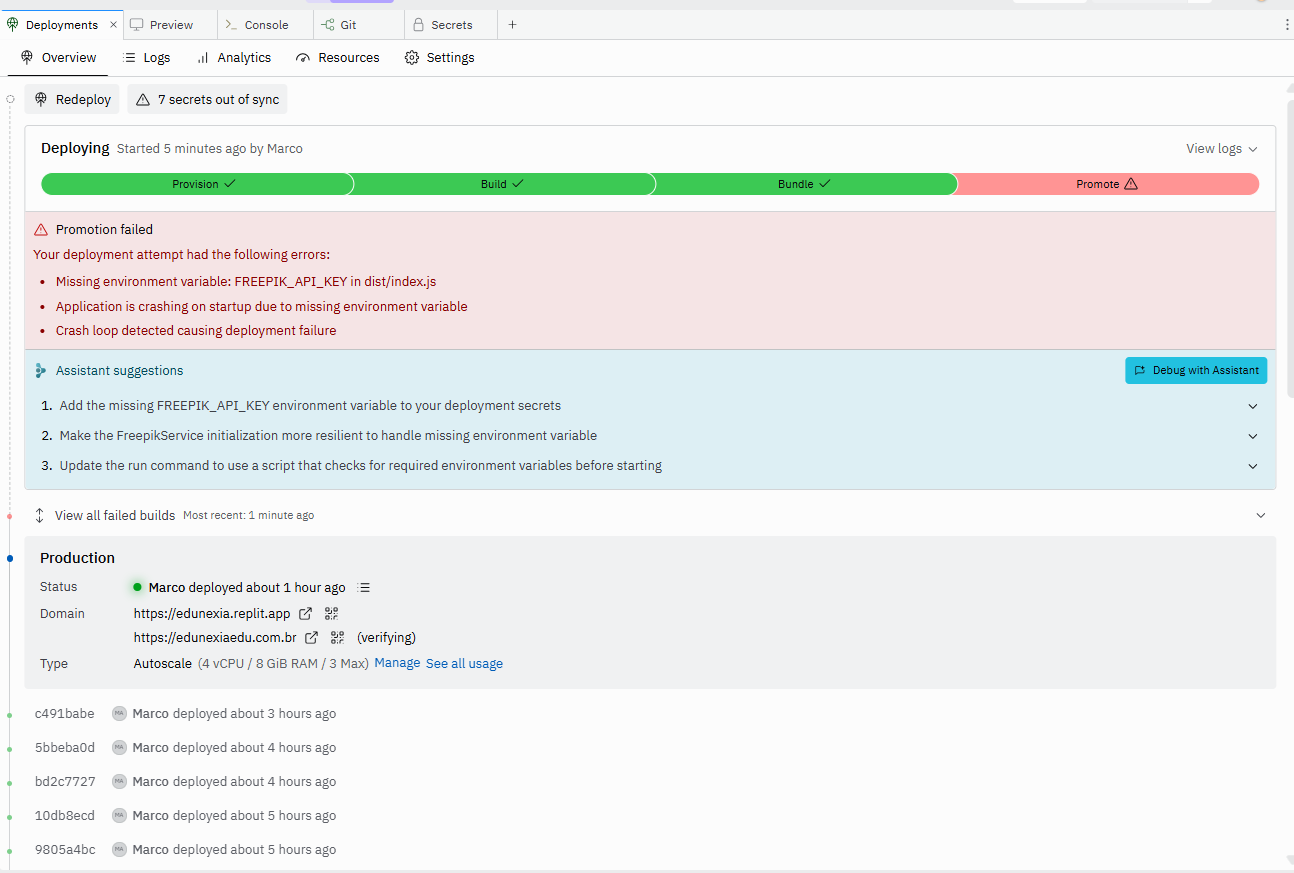 Deployments × Preview Console Git Secrets +
Overview Logs Analytics Resources Settings
Redeploy 7 secrets out of sync
Deploying Started 5 minutes ago by Marco View logs
Provision Build Bundle Promote
Promotion failed
Your deployment attempt had the following errors:
• Missing environment variable: FREEPIK_API_KEY in dist/index.js
• Application is crashing on startup due to missing environment variable
• Crash loop detected causing deployment failure
Assistant suggestions Debug with Assistant
1. Add the missing FREEPIK_API_KEY environment variable to your deployment secrets
2. Make the FreepikService initialization more resilient to handle missing environment variable
3. Update the run command to use a script that checks for required environment variables before starting
View all failed builds Most recent: 1 minute ago
Production
Status Marco deployed about 1 hour ago
Domain https://edunexia.replit.app
https://edunexiaedu.com.br (verifying)
Type Autoscale (4 vCPU / 8 GiB RAM / 3 Max) Manage See all usage
c491babe MA Marco deployed about 3 hours ago
5bbeba0d MA Marco deployed about 4 hours ago
bd2c7727 MA Marco deployed about 4 hours ago
10db8ecd MA Marco deployed about 5 hours ago
9805a4bc MA Marco deployed about 5 hours ago